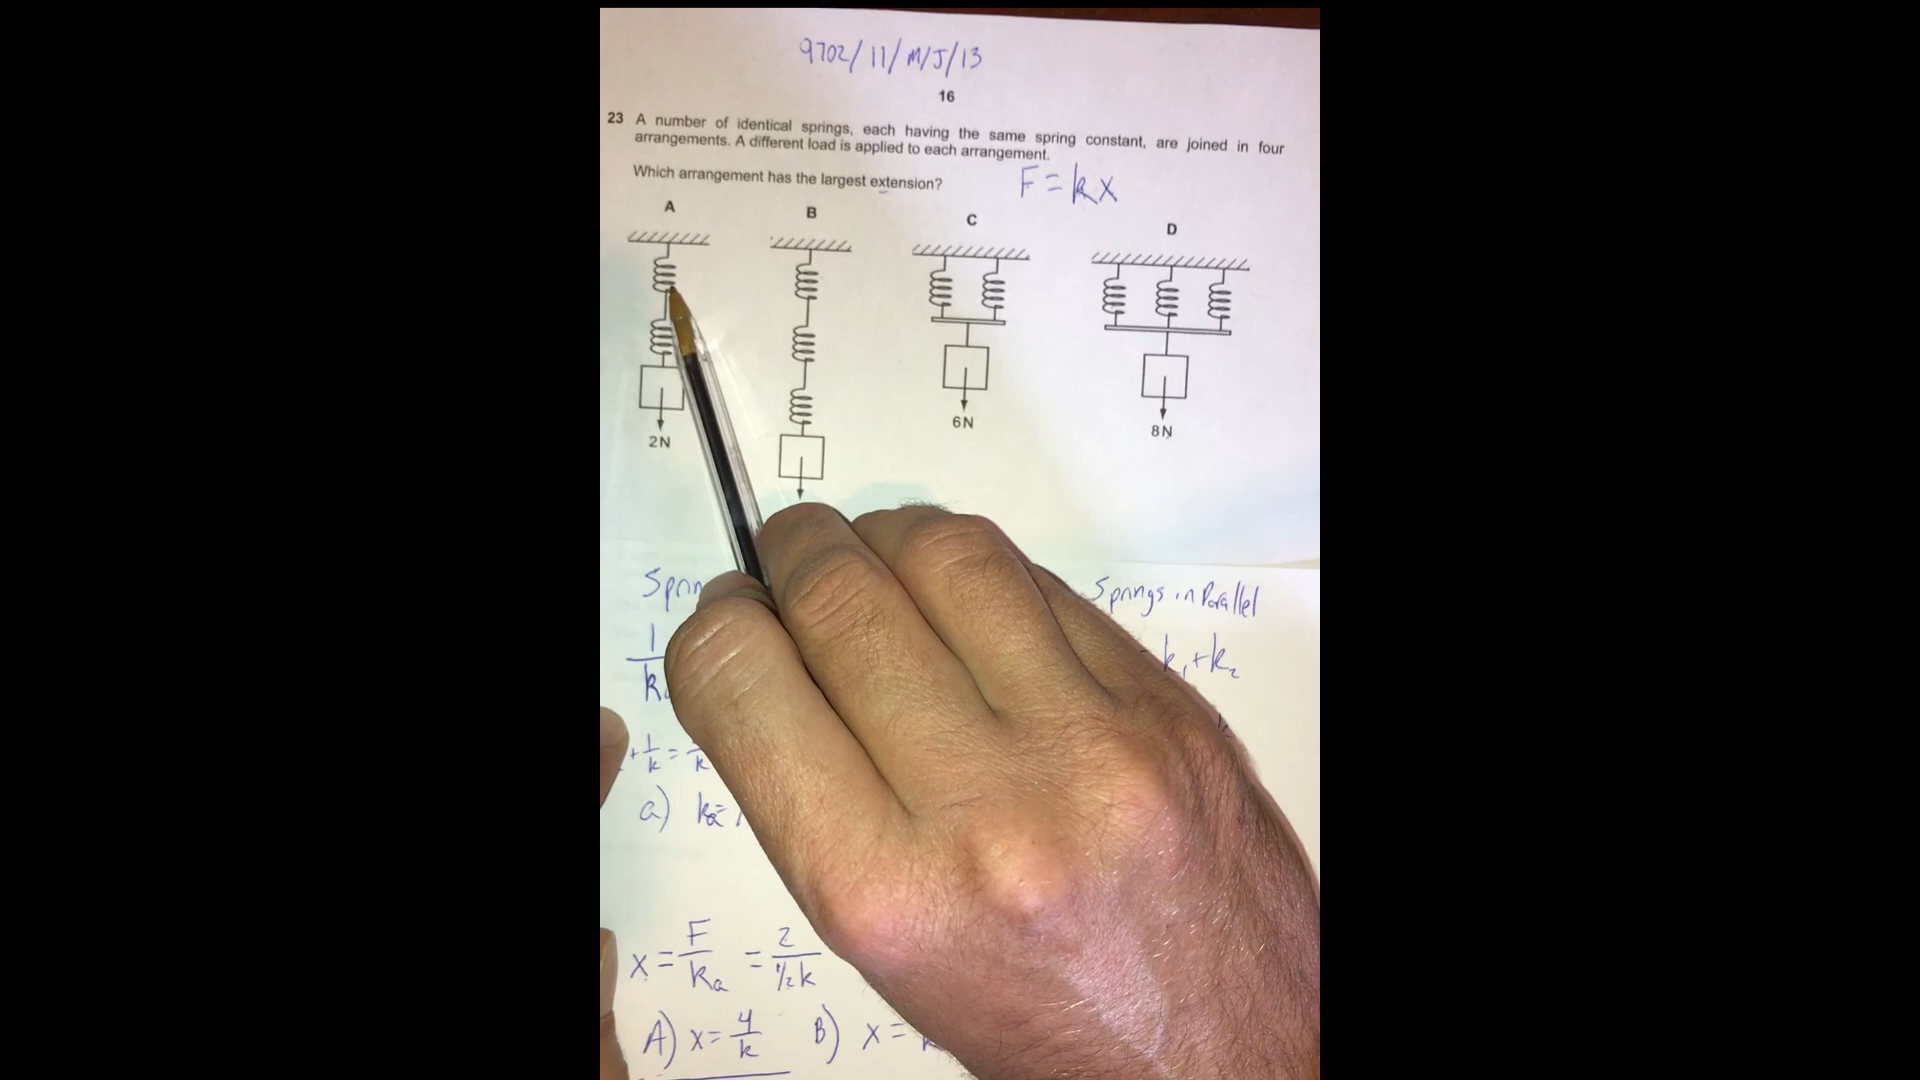 9702/11/M/J/13
16
23 A number of identical springs, each having the same spring constant, are joined in four
arrangements. A different load is applied to each arrangement.
Which arrangement has the largest extension?
F = kx
A B C D
6N
8N
2N
Springs in Parallel
1
k₁+k₂
+ 1/k =
a)
x = F/kₐ = 2/½k
A) x = 4/k B) x =